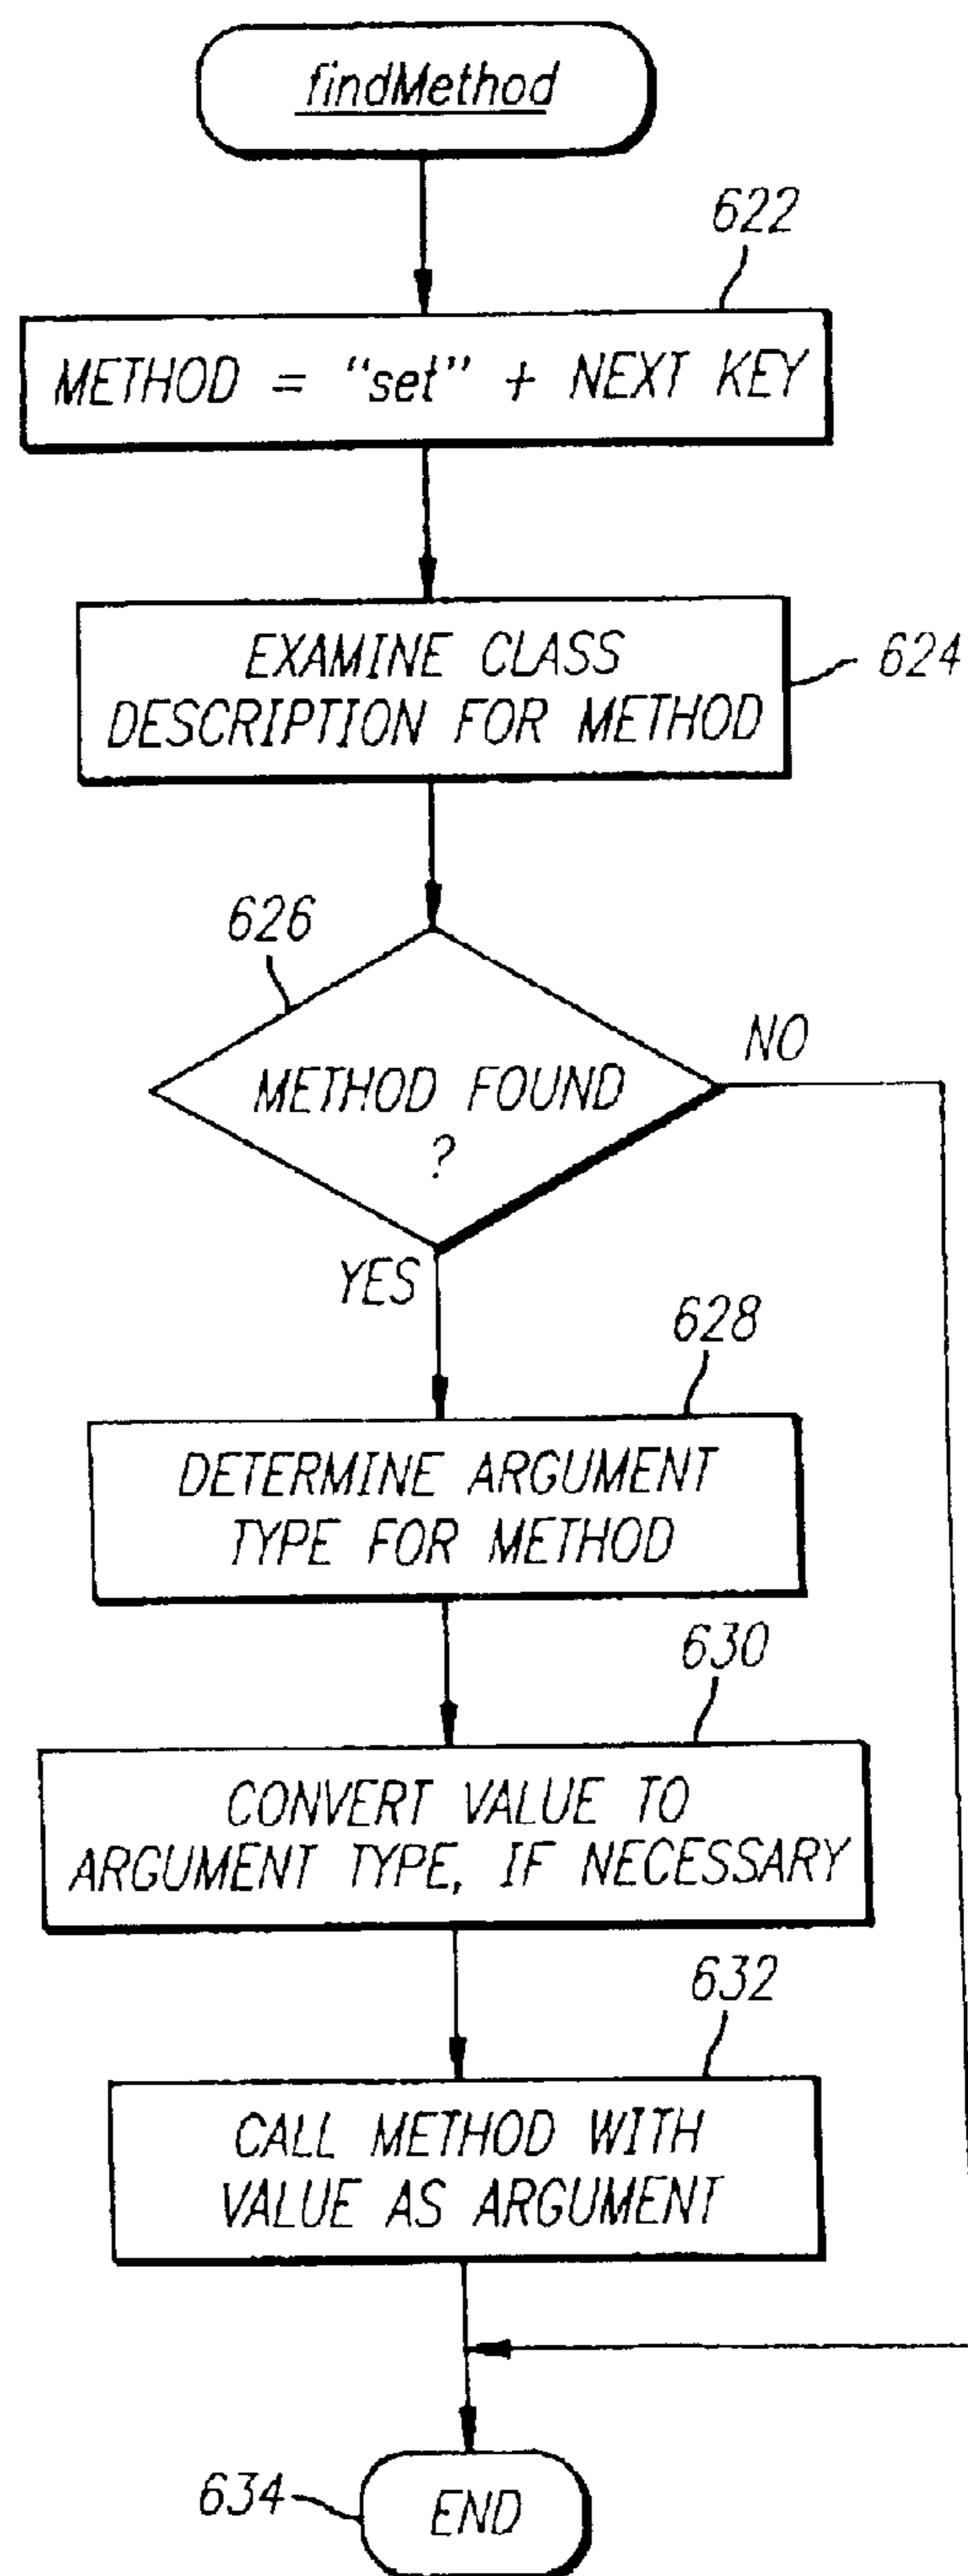 findMethod
622
METHOD = “set” + NEXT KEY
EXAMINE CLASS
DESCRIPTION FOR METHOD
624
626
METHOD FOUND
?
NO
YES
628
DETERMINE ARGUMENT
TYPE FOR METHOD
630
CONVERT VALUE TO
ARGUMENT TYPE, IF NECESSARY
632
CALL METHOD WITH
VALUE AS ARGUMENT
634
END